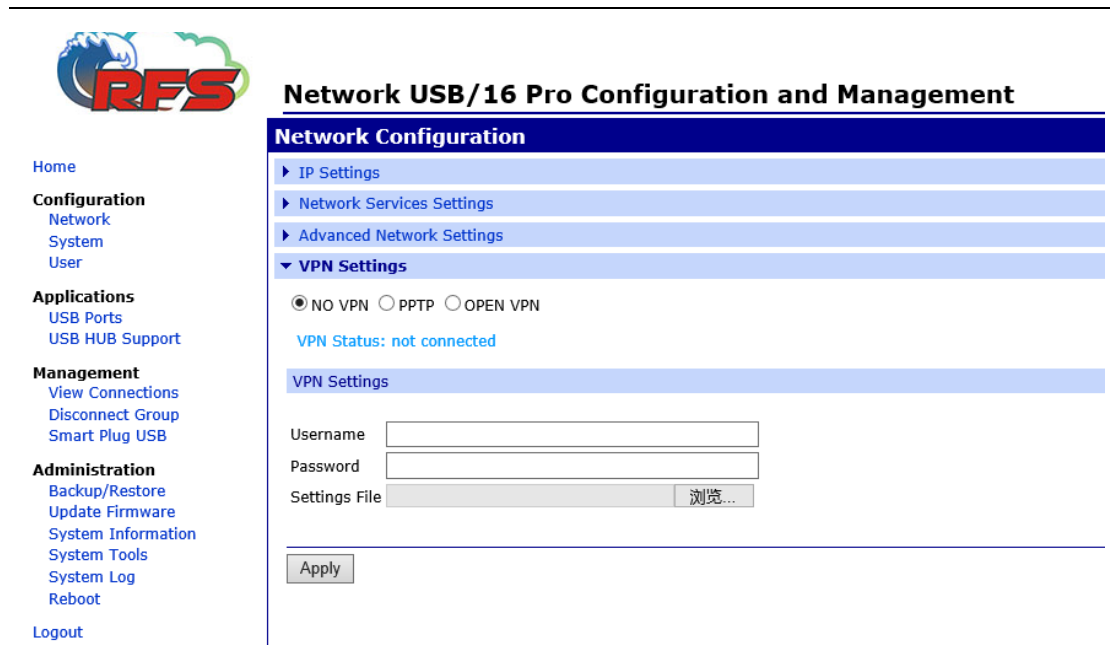 RFS
Network USB/16 Pro Configuration and Management
Home
Configuration
Network
System
User
Applications
USB Ports
USB HUB Support
Management
View Connections
Disconnect Group
Smart Plug USB
Administration
Backup/Restore
Update Firmware
System Information
System Tools
System Log
Reboot
Logout
Network Configuration
IP Settings
Network Services Settings
Advanced Network Settings
VPN Settings
NO VPN PPTP OPEN VPN
VPN Status: not connected
VPN Settings
Username
Password
Settings File 浏览...
Apply